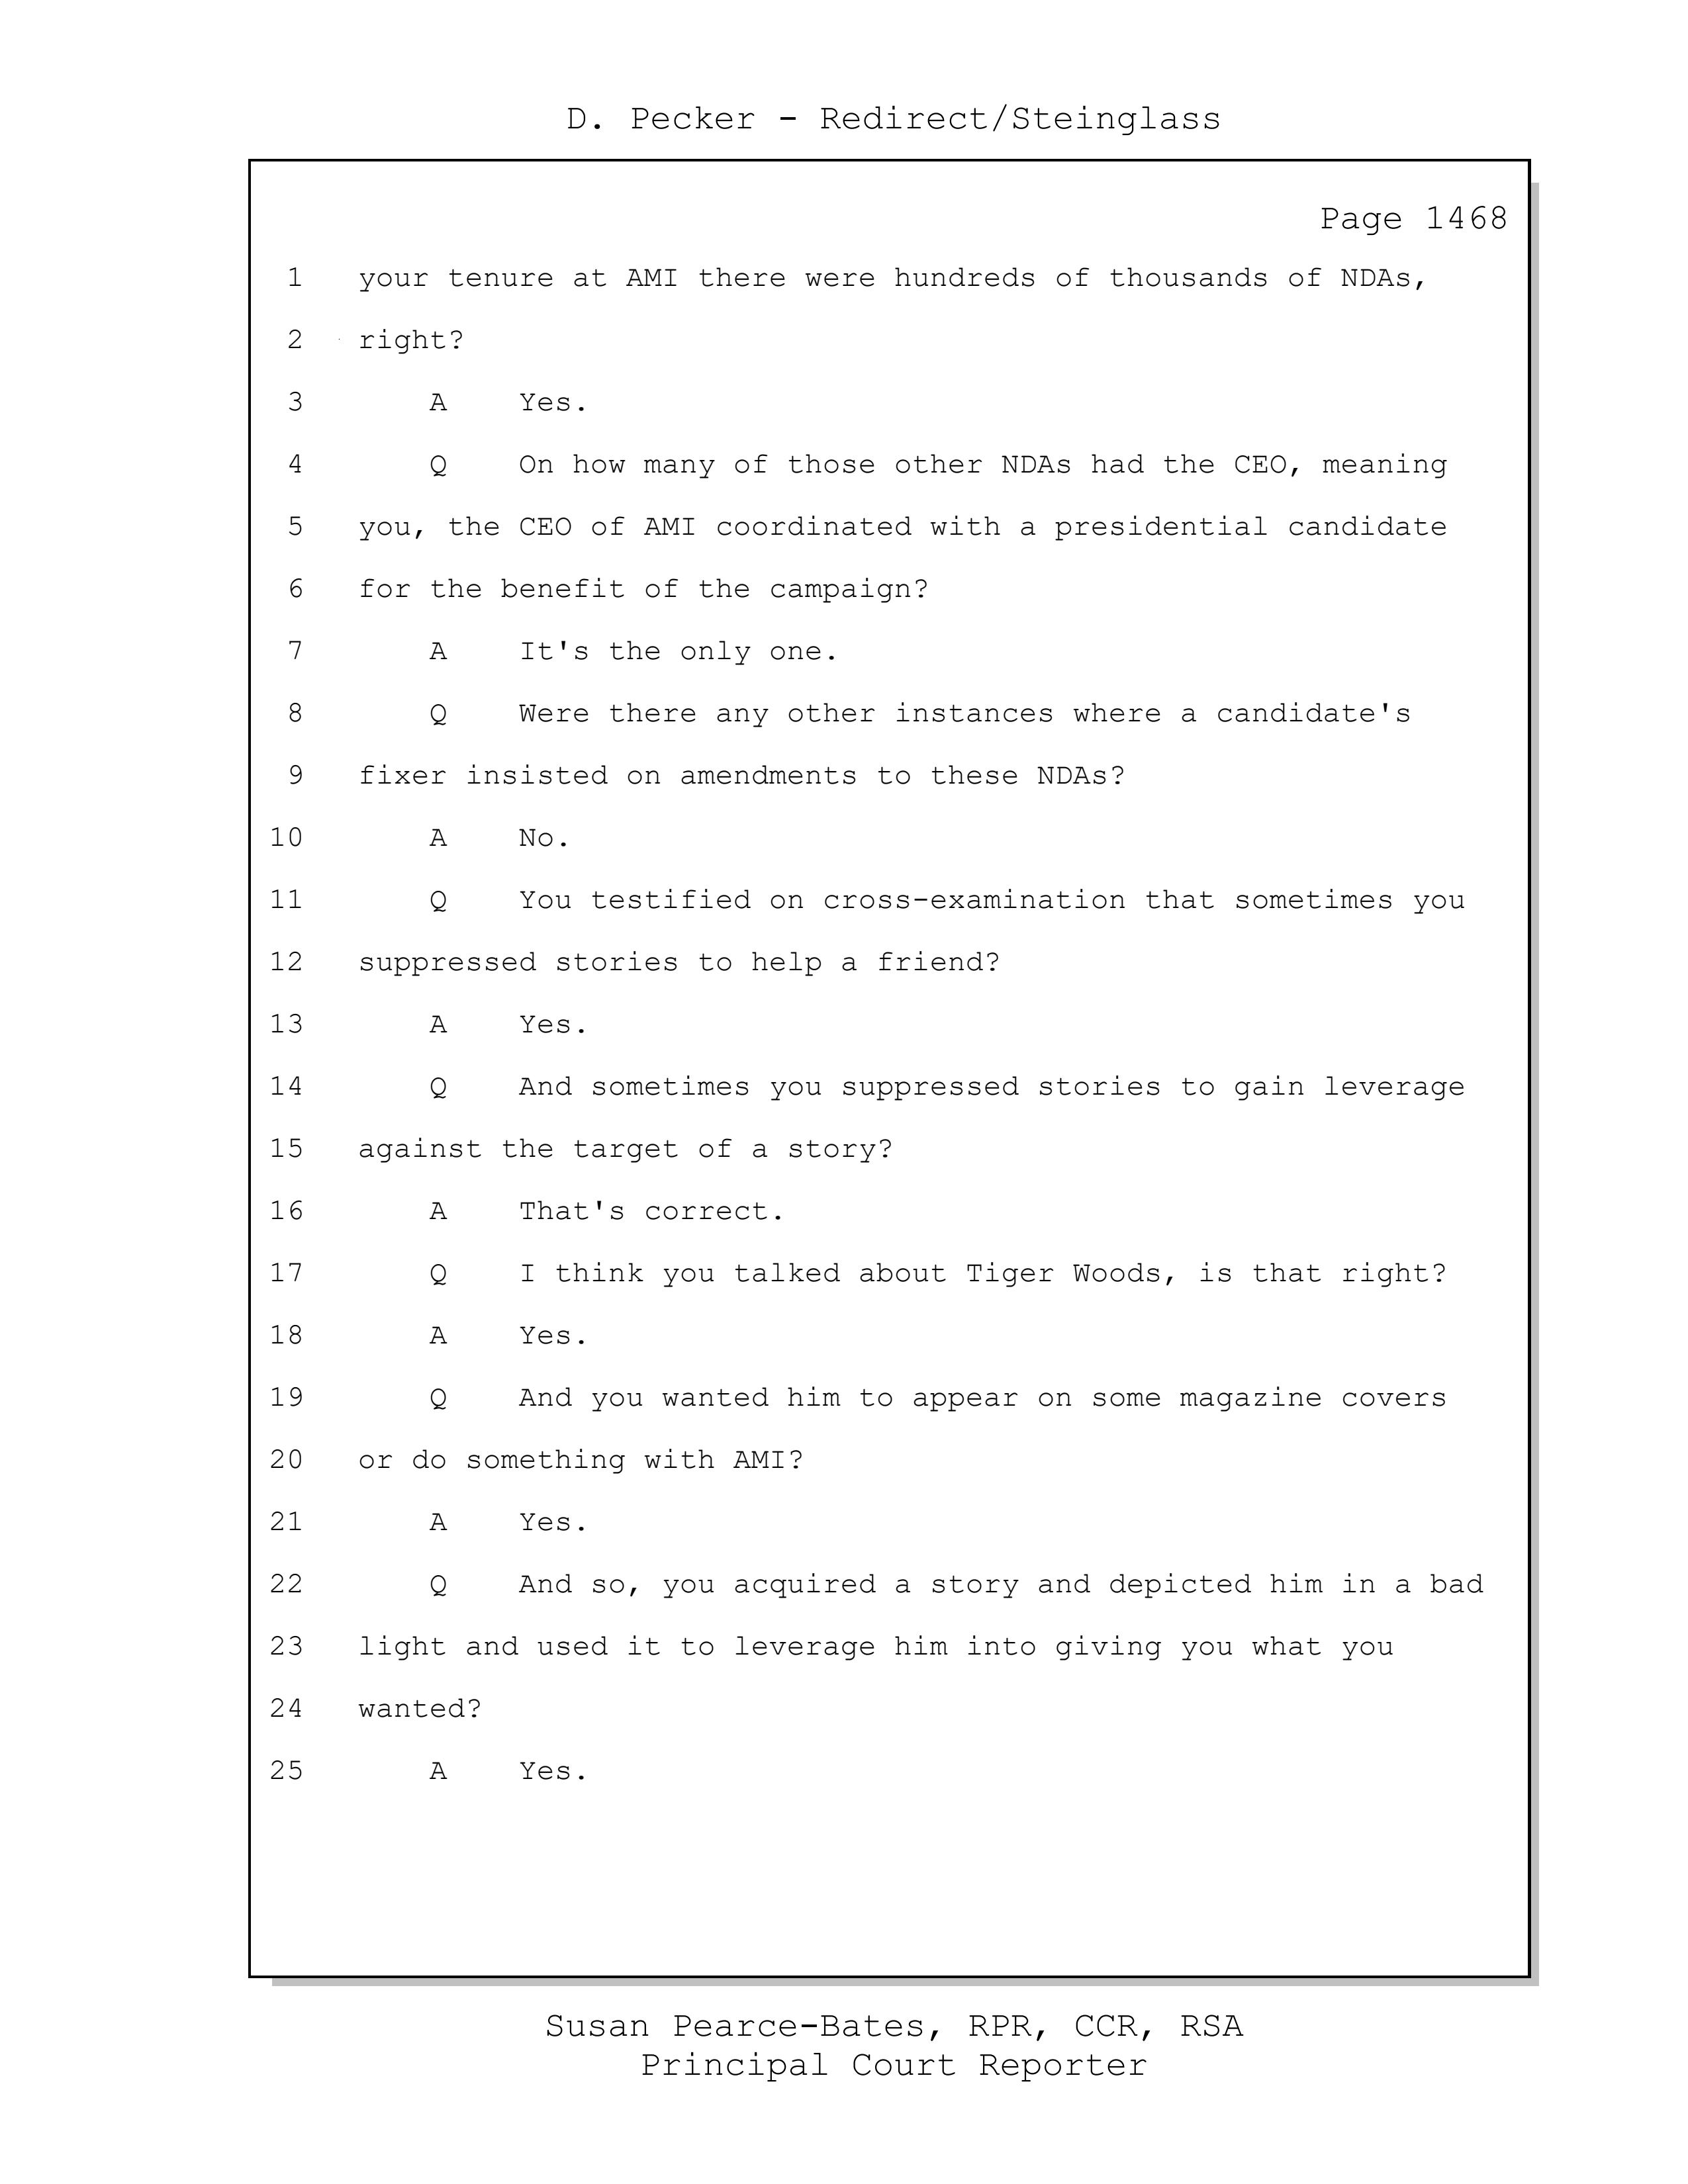 D. Pecker - Redirect/Steinglass
Page 1468
1 your tenure at AMI there were hundreds of thousands of NDAs,
2 right?
3 A Yes.
4 Q On how many of those other NDAs had the CEO, meaning
5 you, the CEO of AMI coordinated with a presidential candidate
6 for the benefit of the campaign?
7 A It's the only one.
8 Q Were there any other instances where a candidate's
9 fixer insisted on amendments to these NDAs?
10 A No.
11 Q You testified on cross-examination that sometimes you
12 suppressed stories to help a friend?
13 A Yes.
14 Q And sometimes you suppressed stories to gain leverage
15 against the target of a story?
16 A That's correct.
17 Q I think you talked about Tiger Woods, is that right?
18 A Yes.
19 Q And you wanted him to appear on some magazine covers
20 or do something with AMI?
21 A Yes.
22 Q And so, you acquired a story and depicted him in a bad
23 light and used it to leverage him into giving you what you
24 wanted?
25 A Yes.
Susan Pearce-Bates, RPR, CCR, RSA
Principal Court Reporter